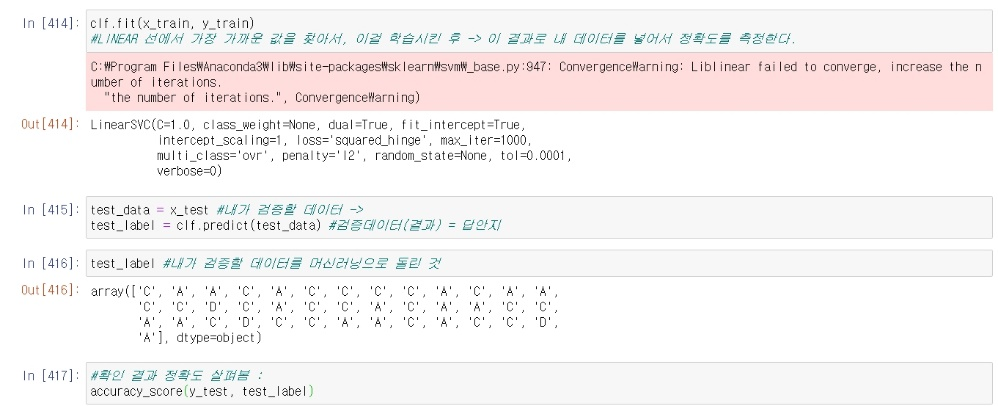 In [414]: clf.fit(x_train, y_train)
#LINEAR 선에서 가장 가까운 값을 찾아서, 이걸 학습시킨 후 -> 이 결과로 내 데이터를 넣어서 정확도를 측정한다.
C:₩Program Files₩Anaconda3₩lib₩site-packages₩sklearn₩svm₩_base.py:947: ConvergenceWarning: Liblinear failed to converge, increase the n
umber of iterations.
"the number of iterations.", ConvergenceWarning)
Out[414]: LinearSVC(C=1.0, class_weight=None, dual=True, fit_intercept=True,
intercept_scaling=1, loss='squared_hinge', max_iter=1000,
multi_class='ovr', penalty='l2', random_state=None, tol=0.0001,
verbose=0)
In [415]: test_data = x_test #내가 검증할 데이터 ->
test_label = clf.predict(test_data) #검증데이터(결과) = 답안지
In [416]: test_label #내가 검증할 데이터를 머신러닝으로 돌린 것
Out[416]: array(['C', 'A', 'A', 'C', 'A', 'C', 'C', 'C', 'C', 'A', 'C', 'A', 'A',
'C', 'C', 'D', 'C', 'A', 'C', 'C', 'A', 'C', 'A', 'A', 'C', 'C',
'A', 'A', 'C', 'D', 'C', 'C', 'A', 'A', 'C', 'A', 'C', 'C', 'D',
'A'], dtype=object)
In [417]: #확인 결과 정확도 살펴봄 :
accuracy_score(y_test, test_label)